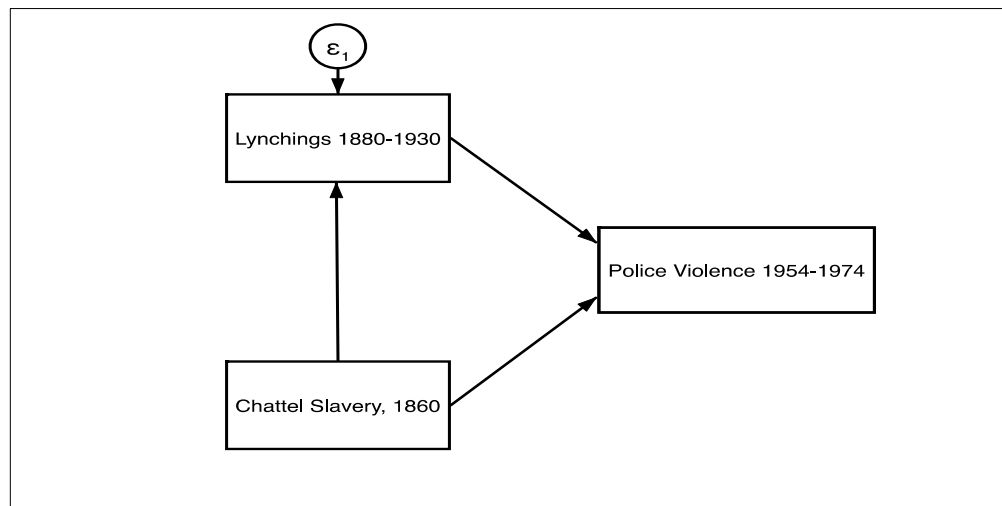 ε1
Lynchings 1880-1930
Police Violence 1954-1974
Chattel Slavery, 1860